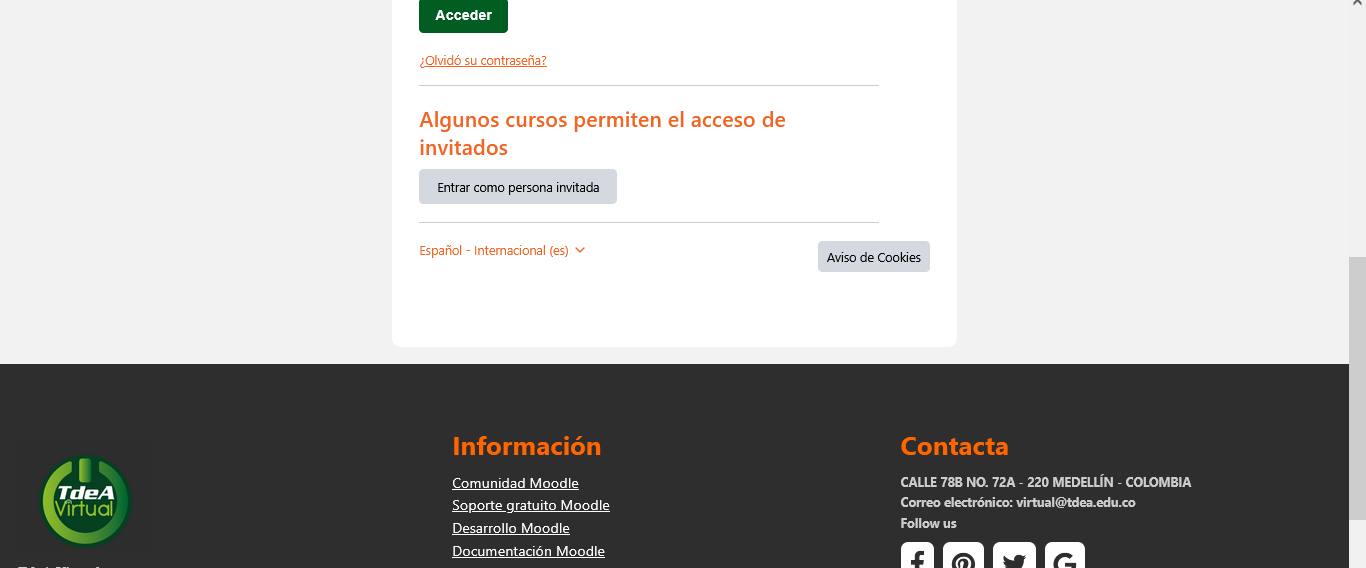 Acceder
¿Olvidó su contraseña?
Algunos cursos permiten el acceso de
invitados
Entrar como persona invitada
Español - Internacional (es)
Aviso de Cookies
TdeA
Virtual
Información
Comunidad Moodle
Soporte gratuito Moodle
Desarrollo Moodle
Documentación Moodle
Contacta
CALLE 78B NO. 72A - 220 MEDELLÍN - COLOMBIA
Correo electrónico: virtual@tdea.edu.co
Follow us